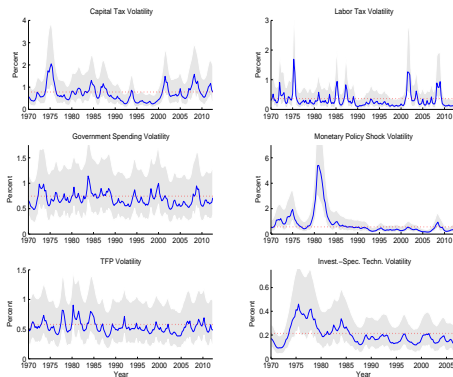 Capital Tax Volatility
Labor Tax Volatility
4
3
2
1
0
Percent
1970 1975 1980 1985 1990 1995 2000 2005 2010
3
2
1
0
Percent
1970 1975 1980 1985 1990 1995 2000 2005 2010
Government Spending Volatility
Monetary Policy Shock Volatility
1.5
1
0.5
0
Percent
1970 1975 1980 1985 1990 1995 2000 2005 2010
6
4
2
0
Percent
1970 1975 1980 1985 1990 1995 2000 2005
TFP Volatility
Invest.-Spec. Techn. Volatility
1.5
1
0.5
0
Percent
1970 1975 1980 1985 1990 1995 2000 2005 2010
Year
0.6
0.4
0.2
0
Percent
1970 1975 1980 1985 1990 1995 2000 2005
Year